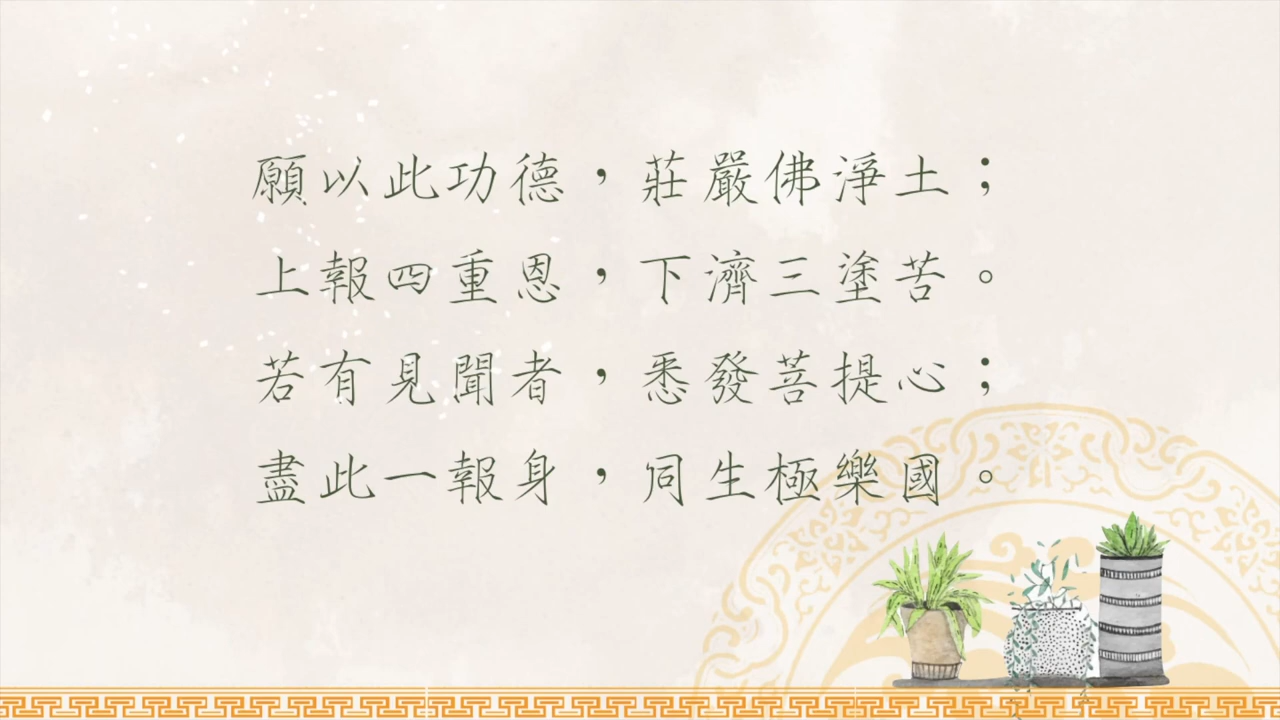 願以此功德，莊嚴佛淨土；
上報四重恩，下濟三塗苦。
若有見聞者，悉發菩提心；
盡此一報身，同生極樂國。